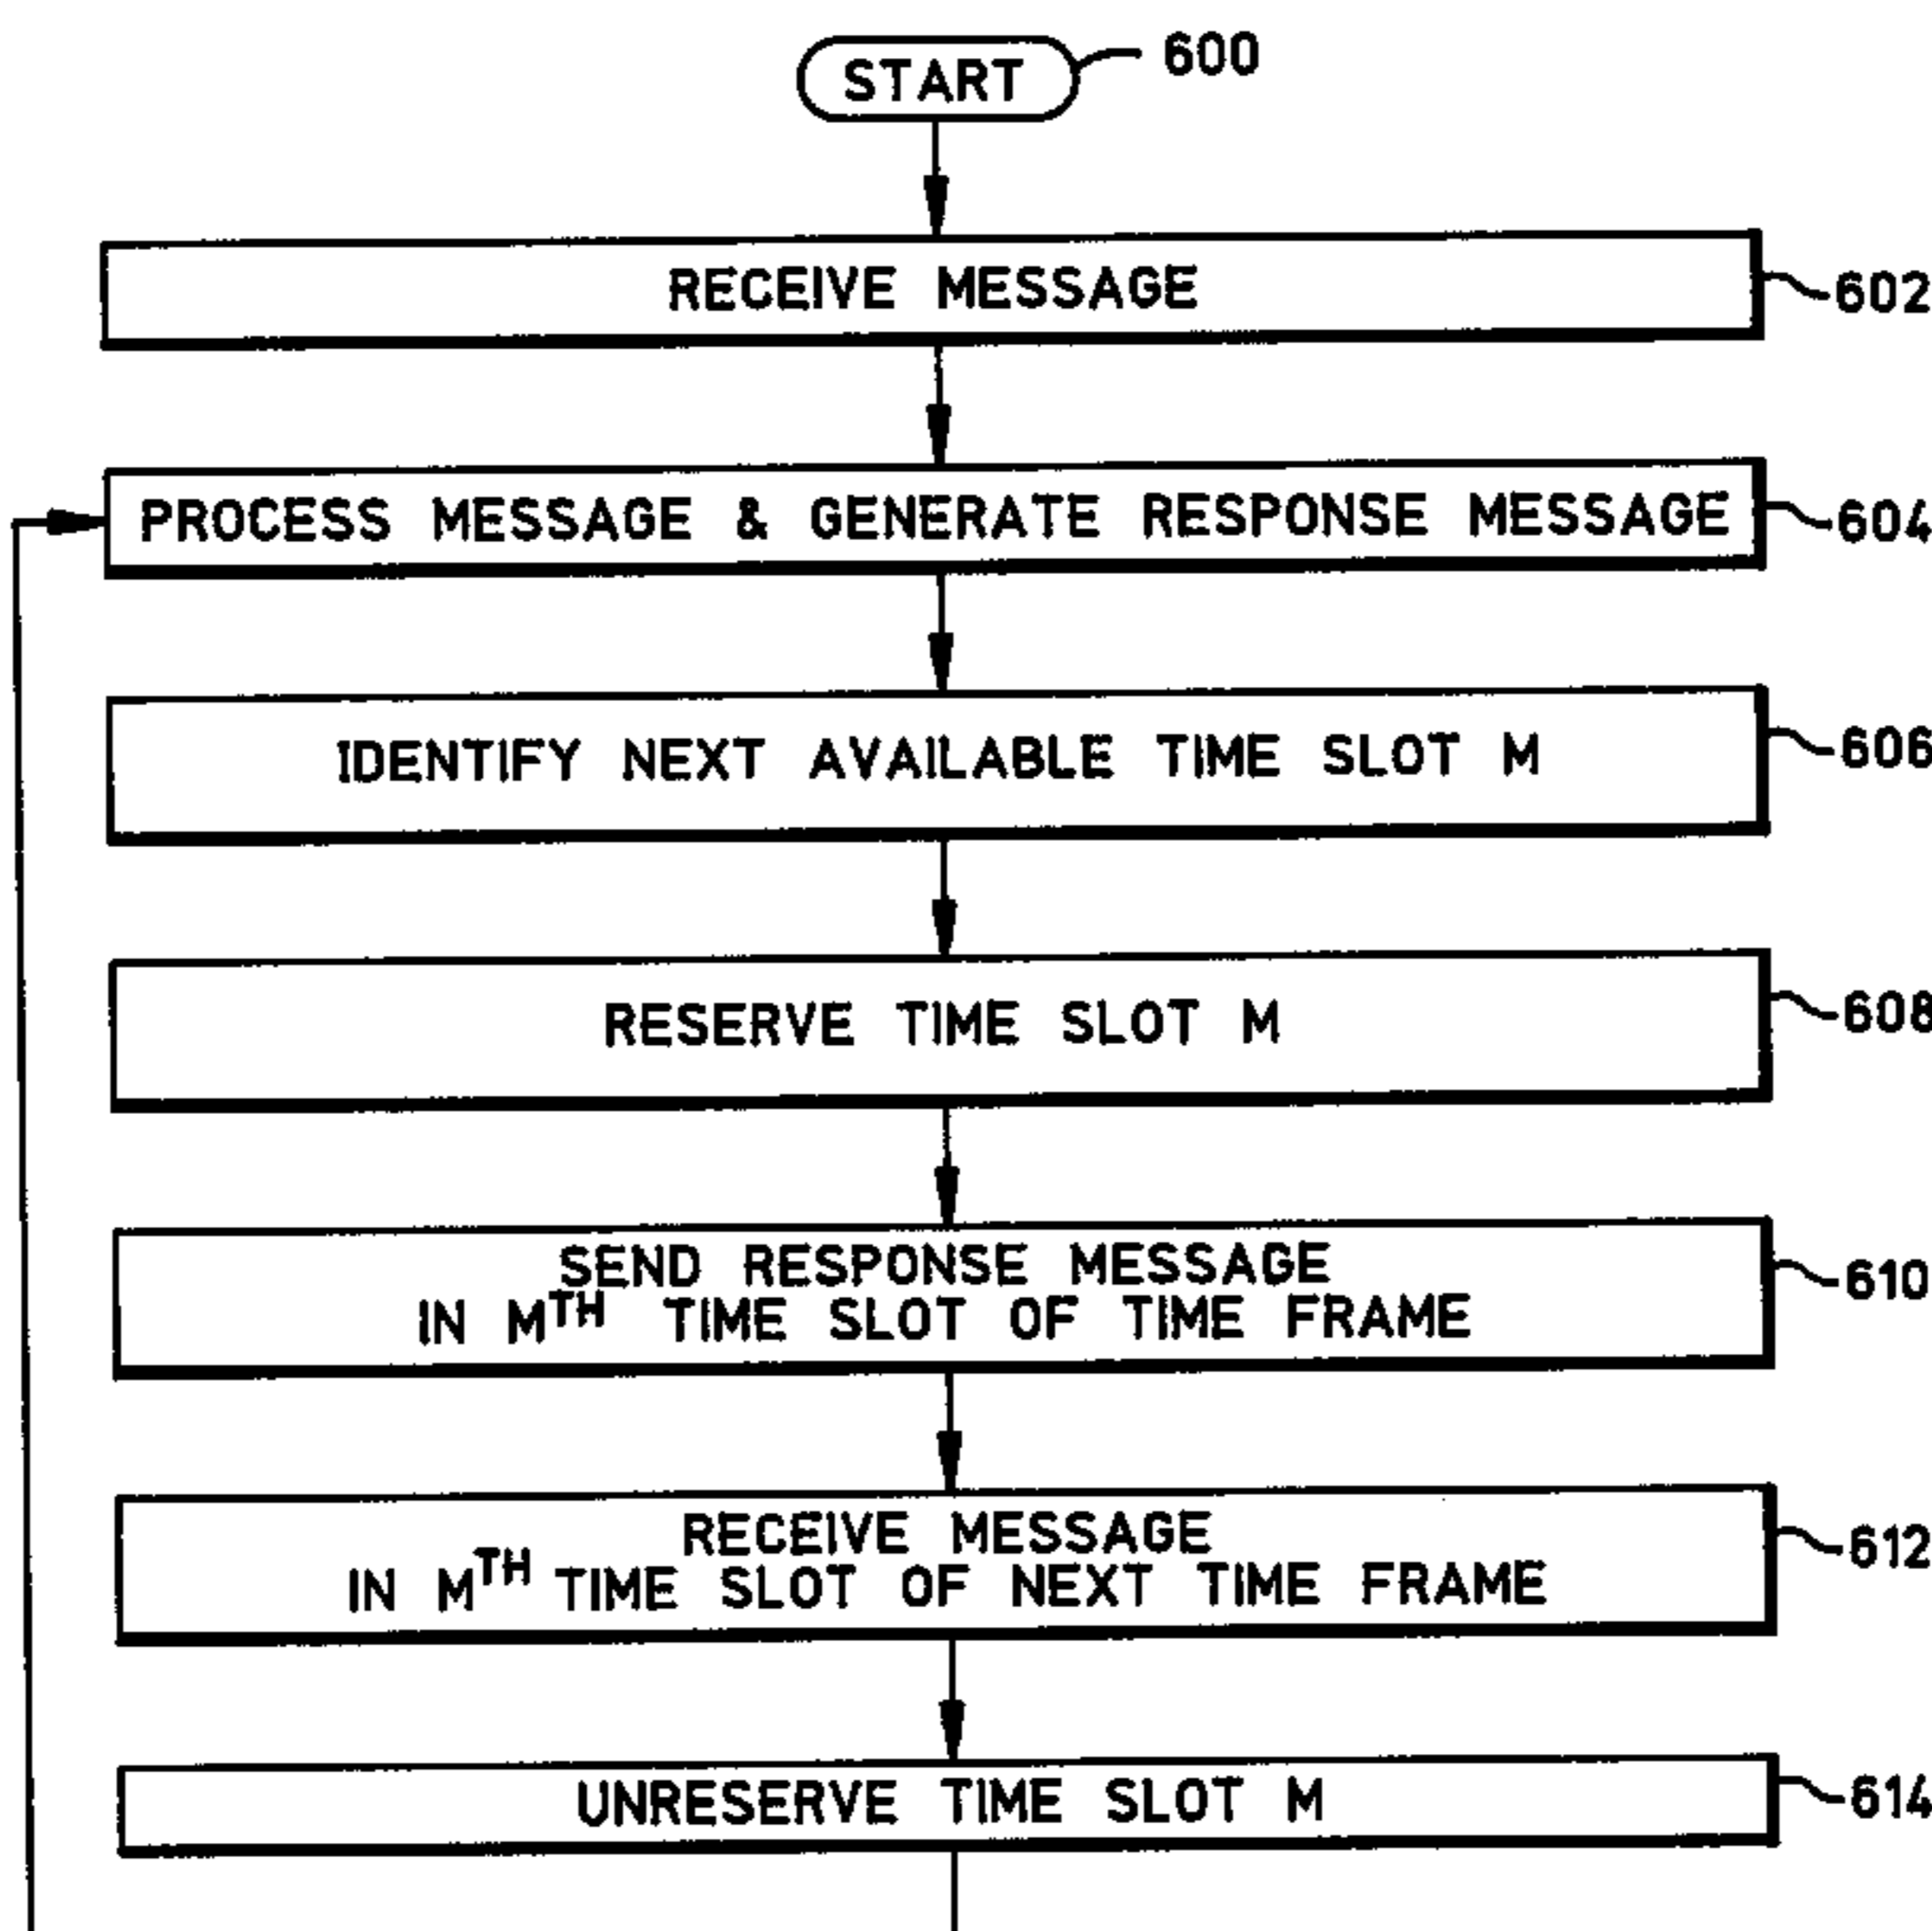 START 600
RECEIVE MESSAGE 602
PROCESS MESSAGE & GENERATE RESPONSE MESSAGE 604
IDENTIFY NEXT AVAILABLE TIME SLOT M 606
RESERVE TIME SLOT M 608
SEND RESPONSE MESSAGE
IN MTH TIME SLOT OF TIME FRAME 610
RECEIVE MESSAGE
IN MTH TIME SLOT OF NEXT TIME FRAME 612
UNRESERVE TIME SLOT M 614